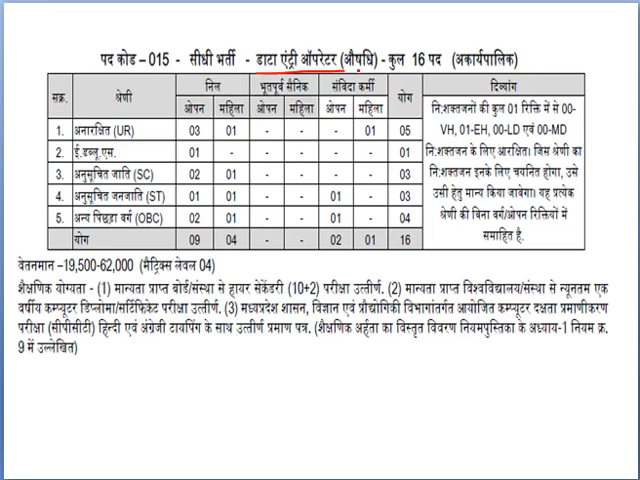 पद कोड – 015 - सीधी भर्ती - डाटा एंट्री ऑपरेटर (औषधि) - कुल 16 पद (अकार्यपालिक)
सक्र. श्रेणी निल भूतपूर्व सैनिक संविदा कर्मी योग दिव्यांग
ओपन महिला ओपन महिला ओपन महिला
1. अनारक्षित (UR) 03 01 - - - 01 05
2. ई.डब्लू.एस. 01 - - - - - 01
3. अनुसूचित जाति (SC) 02 01 - - - - 03
4. अनुसूचित जनजाति (ST) 01 01 - - 01 - 03
5. अन्य पिछड़ा वर्ग (OBC) 02 01 - - 01 - 04
योग 09 04 - - 02 01 16
नि:शक्तजनों की कुल 01 रिक्ति में से 00-
VH, 01-EH, 00-LD एवं 00-MD
नि:शक्तजन के लिए आरक्षित। जिस श्रेणी का
नि:शक्तजन इनके लिए चयनित होगा, उसे
उसी हेतु मान्य किया जावेगा। यह प्रत्येक
श्रेणी की बिना वर्ग/ओपन रिक्तियों में
समाहित है.
वेतनमान –19,500-62,000 (मैट्रिक्स लेवल 04)
शैक्षणिक योग्यता - (1) मान्यता प्राप्त बोर्ड/संस्था से हायर सेकेंडरी (10+2) परीक्षा उत्तीर्ण. (2) मान्यता प्राप्त विश्वविद्यालय/संस्था से न्यूनतम एक
वर्षीय कम्प्यूटर डिप्लोमा/सर्टिफिकेट परीक्षा उत्तीर्ण. (3) मध्यप्रदेश शासन, विज्ञान एवं प्रौद्योगिकी विभागांतर्गत आयोजित कम्प्यूटर दक्षता प्रमाणीकरण
परीक्षा (सीपीसीटी) हिन्दी एवं अंग्रेजी टायपिंग के साथ उत्तीर्ण प्रमाण पत्र. (शैक्षणिक अर्हता का विस्तृत विवरण नियमपुस्तिका के अध्याय-1 नियम क्र.
9 में उल्लेखित)